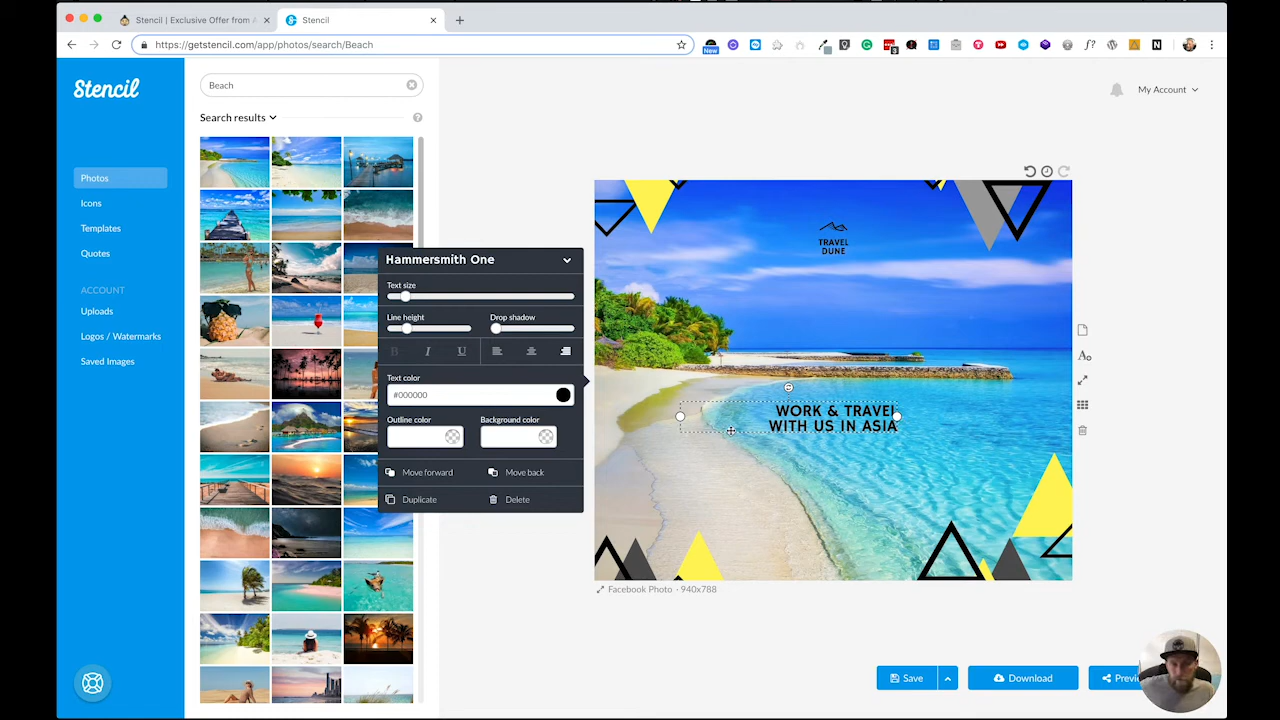 Stencil | Exclusive Offer from A
Stencil
https://getstencil.com/app/photos/search/Beach
New
3
f?
N
Stencil
Photos
Icons
Templates
Quotes
ACCOUNT
Uploads
Logos / Watermarks
Saved Images
Beach
Search results
?
Hammersmith One
Text size
Line height
Drop shadow
B
I
U
Text color
#000000
Outline color
Background color
Move forward
Move back
Duplicate
Delete
My Account
TRAVEL
DUNE
WORK & TRAVEL
WITH US IN ASIA
Facebook Photo · 940x788
Save
Download
Previ